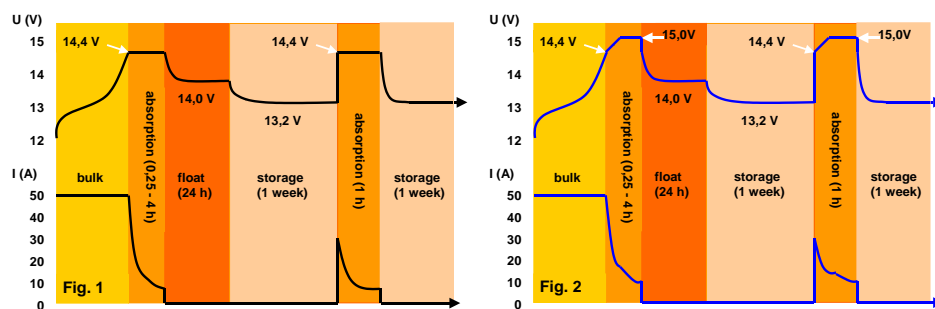 U (V)
15
14
13
12
14,4 V
14,0 V
13,2 V
14,4 V
I (A)
50
40
30
20
10
0
bulk
absorption (0,25 - 4 h)
float
(24 h)
storage
(1 week)
absorption (1 h)
storage
(1 week)
Fig. 1
U (V)
15
14
13
12
14,4 V
15,0V
14,0 V
13,2 V
14,4 V
15,0V
I (A)
50
40
30
20
10
0
bulk
absorption (0,25 - 4 h)
float
(24 h)
storage
(1 week)
absorption (1 h)
storage
(1 week)
Fig. 2